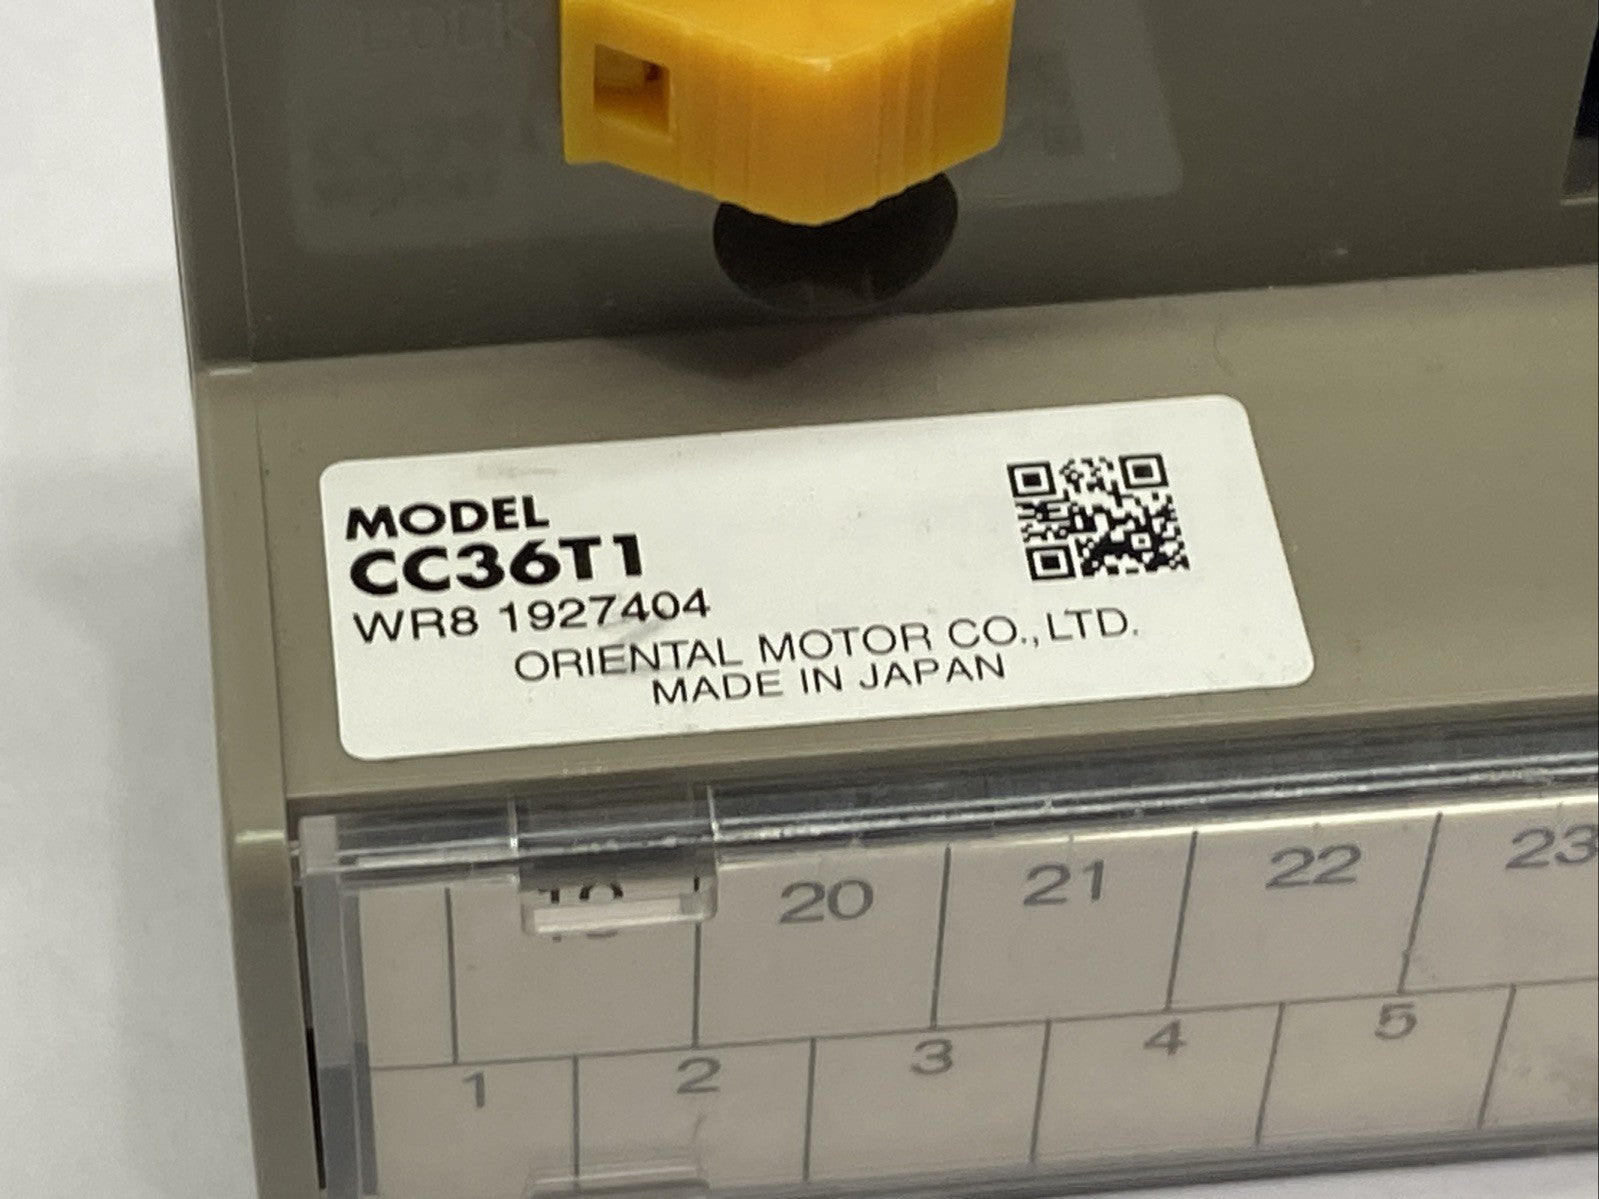 LOCK
MODEL
CC36T1
WR8 1927404
ORIENTAL MOTOR CO., LTD.
MADE IN JAPAN
20 21 22 23
1 2 3 4 5